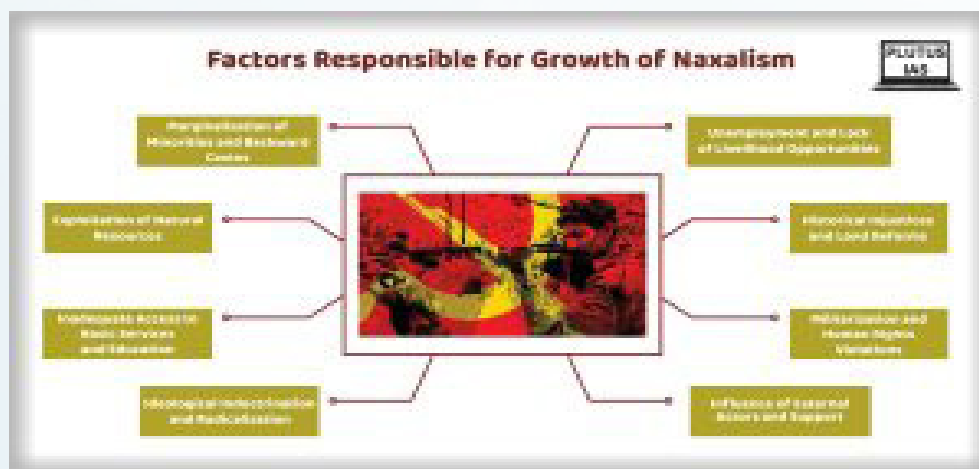 Factors Responsible for Growth of Naxalism
PLUTUS
IAS
Marginalization of
Minorities and Backward
Castes
Unemployment and Lack
of Livelihood Opportunities
Exploitation of Natural
Resources
Historical Injustices
and Land Reforms
Inadequate Access to
Basic Services
and Education
Militarization and
Human Rights
Violations
Ideological Indoctrination
and Radicalization
Influence of External
Actors and Support